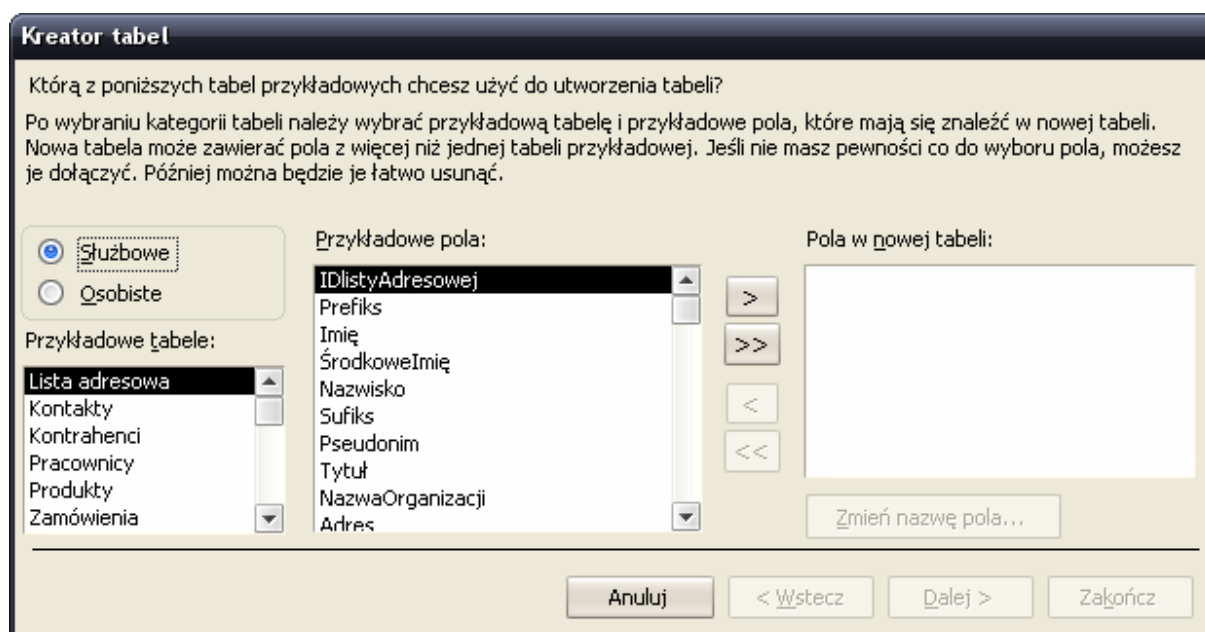 Kreator tabel
Którą z poniższych tabel przykładowych chcesz użyć do utworzenia tabeli?
Po wybraniu kategorii tabeli należy wybrać przykładową tabelę i przykładowe pola, które mają się znaleźć w nowej tabeli.
Nowa tabela może zawierać pola z więcej niż jednej tabeli przykładowej. Jeśli nie masz pewności co do wyboru pola, możesz
je dołączyć. Później można będzie je łatwo usunąć.
Służbowe
Osobiste
Przykładowe tabele:
Lista adresowa
Kontakty
Kontrahenci
Pracownicy
Produkty
Zamówienia
Przykładowe pola:
IDlistyAdresowej
Prefiks
Imię
ŚrodkoweImię
Nazwisko
Sufiks
Pseudonim
Tytuł
NazwaOrganizacji
Adres
>
>>
<
<<
Pola w nowej tabeli:
Zmień nazwę pola...
Anuluj
< Wstecz
Dalej >
Zakończ